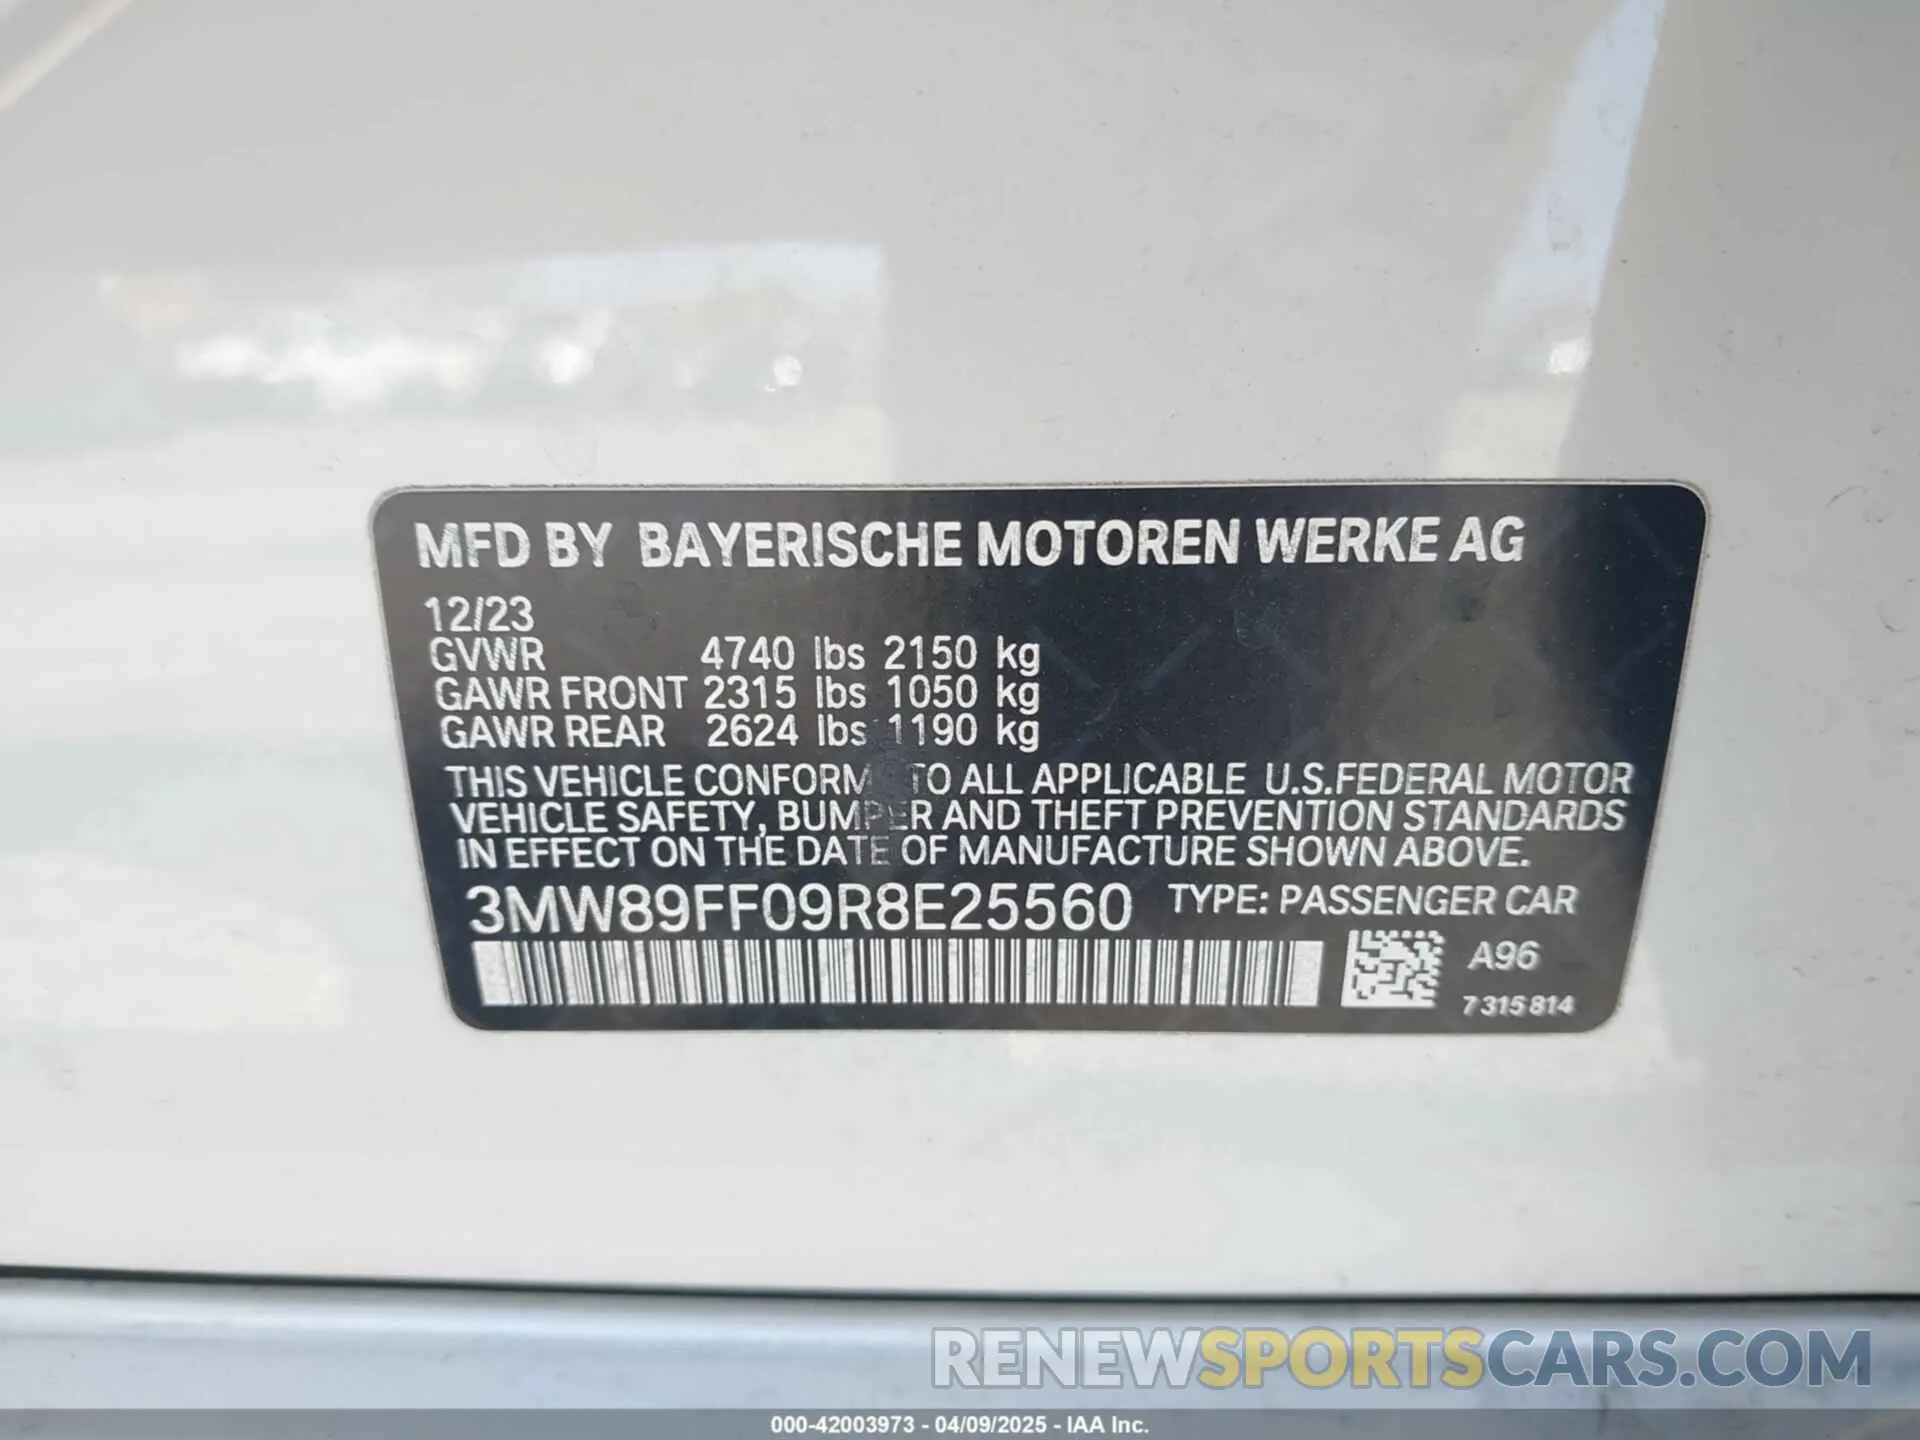 MFD BY BAYERISCHE MOTOREN WERKE AG
12/23
GVWR 4740 lbs 2150 kg
GAWR FRONT 2315 lbs 1050 kg
GAWR REAR 2624 lbs 1190 kg
THIS VEHICLE CONFORM TO ALL APPLICABLE U.S.FEDERAL MOTOR
VEHICLE SAFETY, BUMPER AND THEFT PREVENTION STANDARDS
IN EFFECT ON THE DATE OF MANUFACTURE SHOWN ABOVE.
3MW89FF09R8E25560 TYPE: PASSENGER CAR
A96
7 315 814
RENEWSPORTSCARS.COM
000-42003973 - 04/09/2025 - IAA Inc.